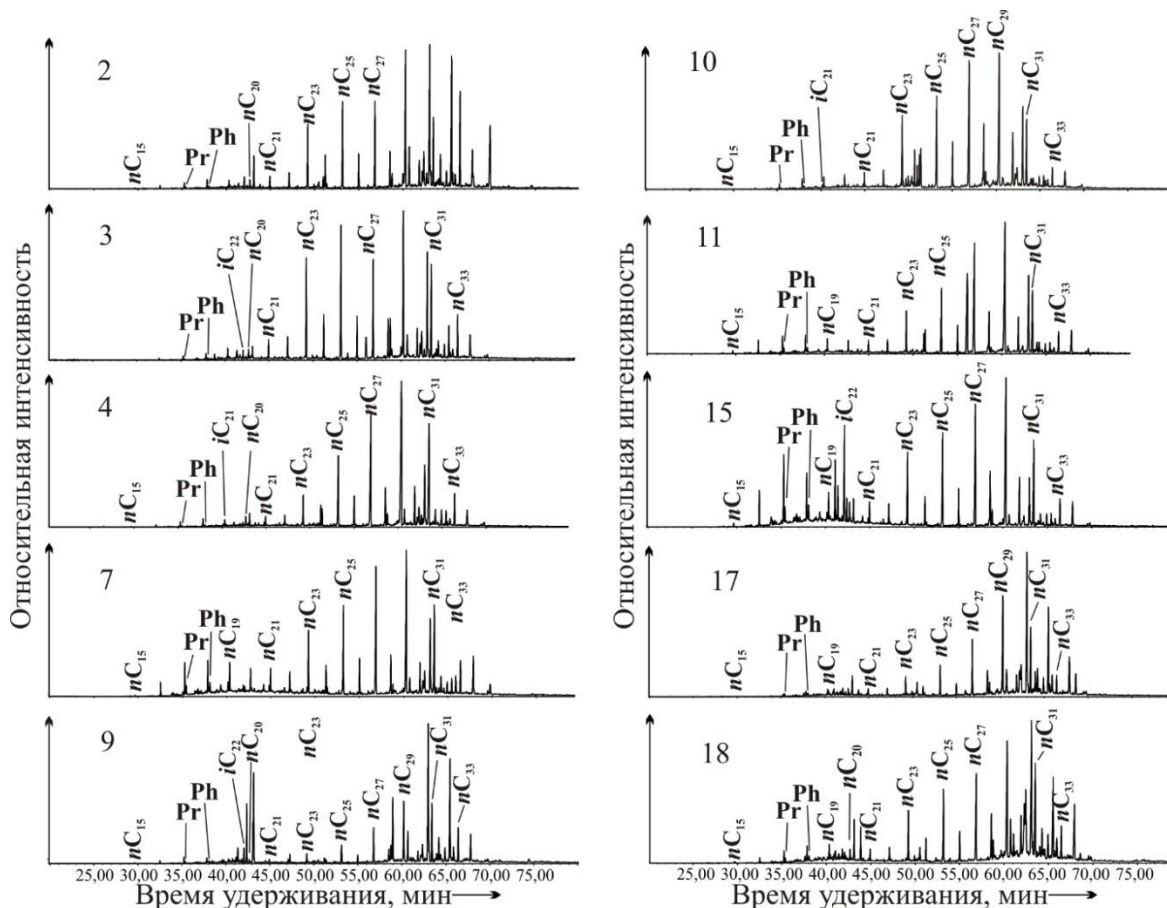 Относительная интенсивность
2
nC15
Pr
Ph
nC20
nC21
nC23
nC25
nC27
3
Pr
Ph
iC22
nC20
nC21
nC23
nC27
nC31
nC33
4
nC15
Pr
Ph
iC21
nC20
nC21
nC23
nC25
nC27
nC31
nC33
7
nC15
Pr
Ph
nC19
nC21
nC23
nC25
nC31
nC33
9
nC15
Pr
Ph
iC22
nC20
nC21
nC23
nC23
nC25
nC27
nC29
nC31
nC33
25,00 30,00 35,00 40,00 45,00 50,00 55,00 60,00 65,00 70,00 75,00
Время удерживания, мин
Относительная интенсивность
10
nC15
Pr
Ph
iC21
nC21
nC23
nC25
nC27
nC29
nC31
nC33
11
nC15
Pr
Ph
nC19
nC21
nC23
nC25
nC31
nC33
15
nC15
Pr
Ph
nC19
iC22
nC21
nC23
nC25
nC27
nC31
nC33
17
nC15
Pr
Ph
nC19
nC21
nC23
nC25
nC27
nC29
nC31
nC33
18
nC15
Pr
Ph
nC19
nC20
nC21
nC23
nC25
nC27
nC31
nC33
25,00 30,00 35,00 40,00 45,00 50,00 55,00 60,00 65,00 70,00 75,00
Время удерживания, мин